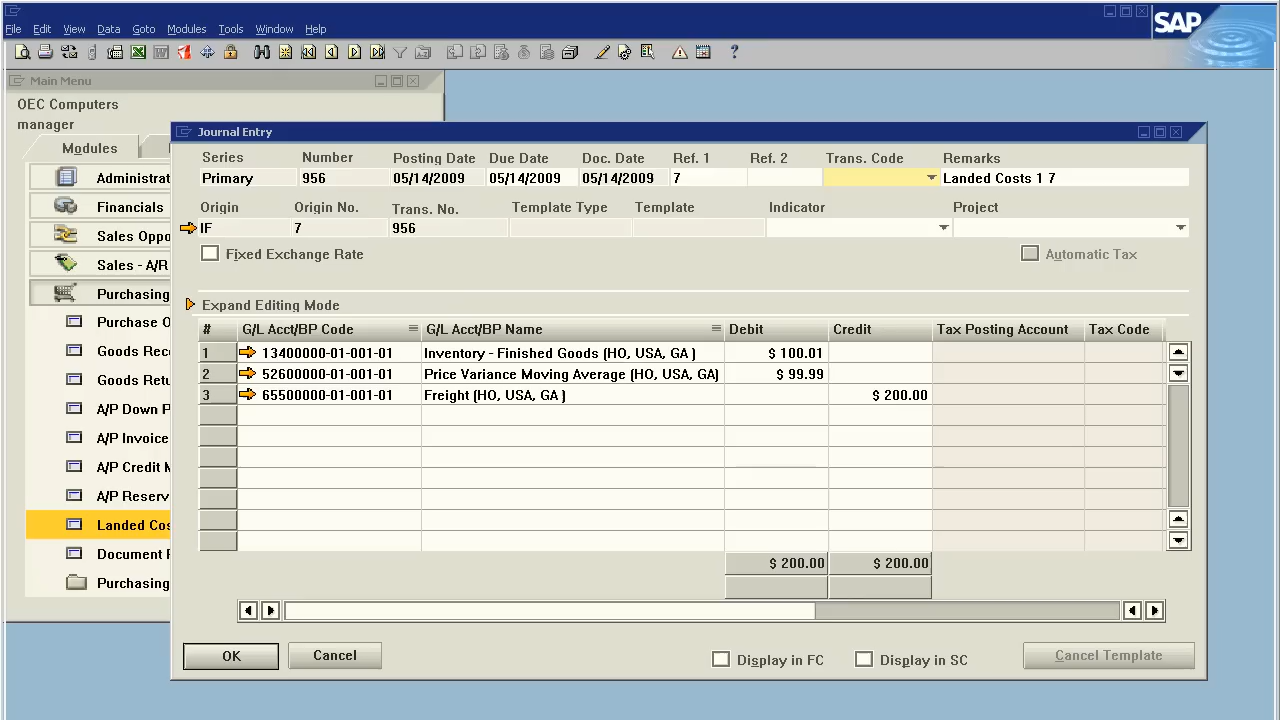 File Edit View Data Goto Modules Tools Window Help
SAP
Main Menu
OEC Computers
manager
Modules
Administrat
Financials
Sales Oppo
Sales - A/R
Purchasing
Purchase O
Goods Rec
Goods Retu
A/P Down P
A/P Invoice
A/P Credit M
A/P Reserv
Landed Cos
Document R
Purchasing
Journal Entry
Series Number Posting Date Due Date Doc. Date Ref. 1 Ref. 2 Trans. Code Remarks
Primary 956 05/14/2009 05/14/2009 05/14/2009 7 Landed Costs 1 7
Origin Origin No. Trans. No. Template Type Template Indicator Project
IF 7 956
Fixed Exchange Rate Automatic Tax
Expand Editing Mode
# G/L Acct/BP Code G/L Acct/BP Name Debit Credit Tax Posting Account Tax Code
1 13400000-01-001-01 Inventory - Finished Goods (HO, USA, GA ) $ 100.01
2 52600000-01-001-01 Price Variance Moving Average (HO, USA, GA) $ 99.99
3 65500000-01-001-01 Freight (HO, USA, GA ) $ 200.00
$ 200.00 $ 200.00
OK Cancel Display in FC Display in SC Cancel Template